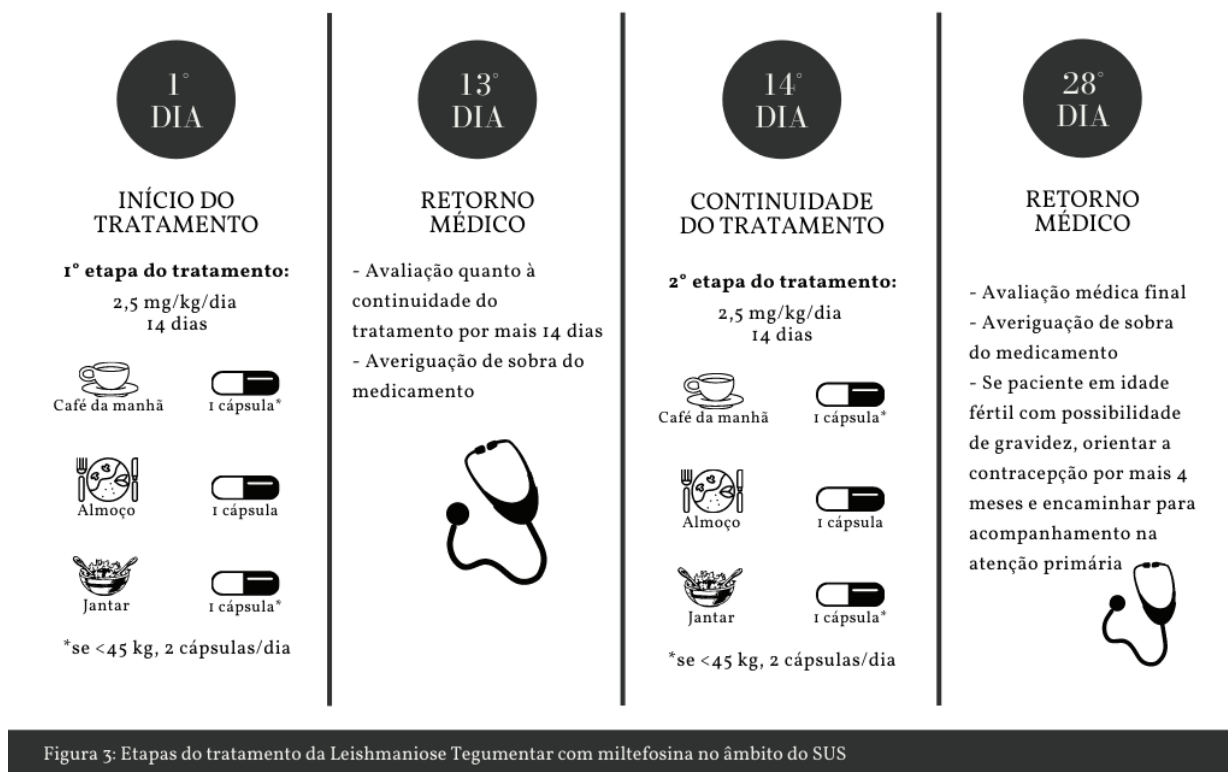 1°
DIA
INÍCIO DO
TRATAMENTO
1° etapa do tratamento:
2,5 mg/kg/dia
14 dias
Café da manhã
1 cápsula*
Almoço
1 cápsula
Jantar
1 cápsula*
*se <45 kg, 2 cápsulas/dia
13°
DIA
RETORNO
MÉDICO
- Avaliação quanto à
continuidade do
tratamento por mais 14 dias
- Averiguação de sobra do
medicamento
14°
DIA
CONTINUIDADE
DO TRATAMENTO
2° etapa do tratamento:
2,5 mg/kg/dia
14 dias
Café da manhã
1 cápsula*
Almoço
1 cápsula
Jantar
1 cápsula*
*se <45 kg, 2 cápsulas/dia
28°
DIA
RETORNO
MÉDICO
- Avaliação médica final
- Averiguação de sobra
do medicamento
- Se paciente em idade
fértil com possibilidade
de gravidez, orientar a
contracepção por mais 4
meses e encaminhar para
acompanhamento na
atenção primária
Figura 3: Etapas do tratamento da Leishmaniose Tegumentar com miltefosina no âmbito do SUS